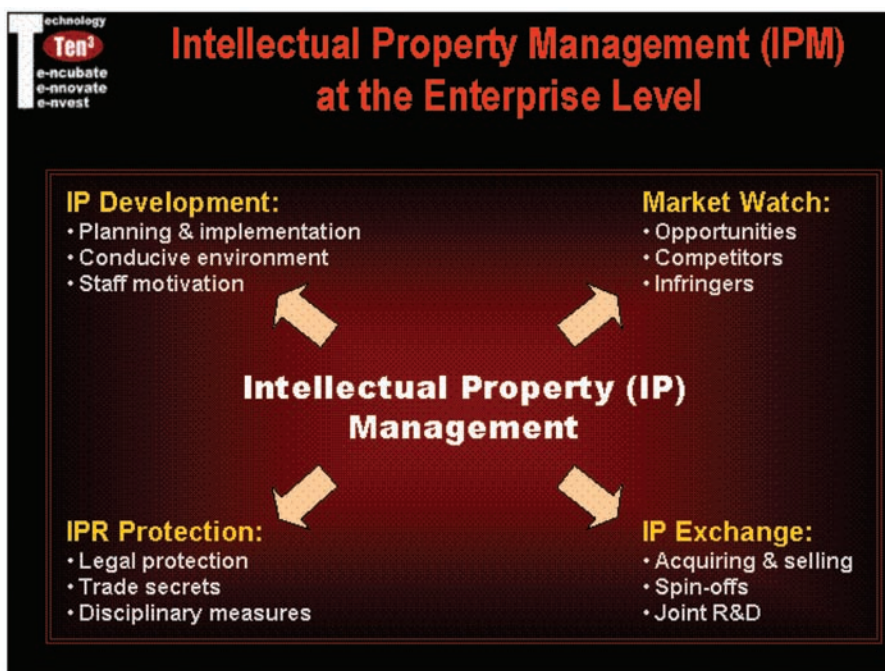 Technology
Ten³
e-ncubate
e-nnovate
e-nvest
Intellectual Property Management (IPM)
at the Enterprise Level
IP Development:
• Planning & implementation
• Conducive environment
• Staff motivation
Market Watch:
• Opportunities
• Competitors
• Infringers
Intellectual Property (IP)
Management
IPR Protection:
• Legal protection
• Trade secrets
• Disciplinary measures
IP Exchange:
• Acquiring & selling
• Spin-offs
• Joint R&D